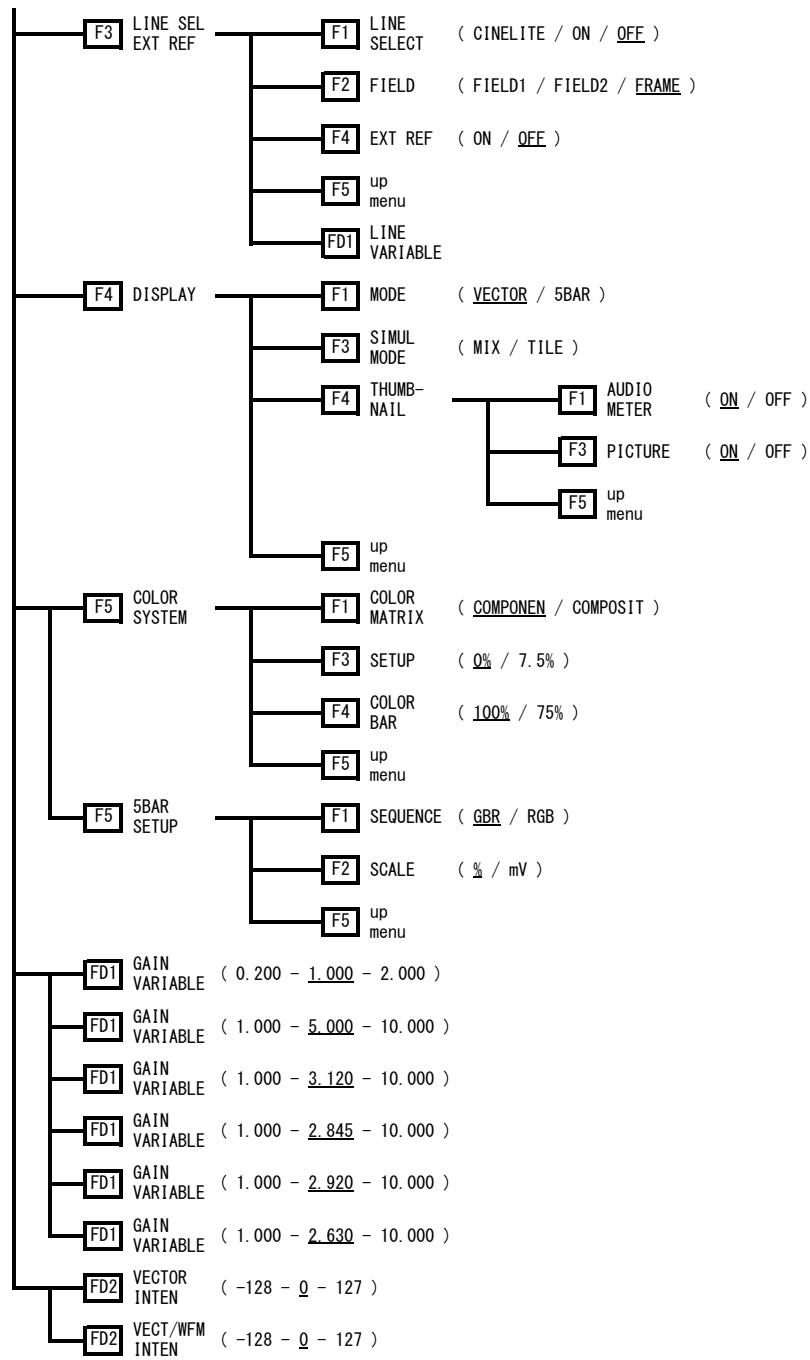 F3 LINE SEL
EXT REF
F1 LINE
SELECT ( CINELITE / ON / OFF )
F2 FIELD ( FIELD1 / FIELD2 / FRAME )
F4 EXT REF ( ON / OFF )
F5 up
menu
FD1 LINE
VARIABLE
F4 DISPLAY
F1 MODE ( VECTOR / 5BAR )
F3 SIMUL
MODE ( MIX / TILE )
F4 THUMB-
NAIL
F1 AUDIO
METER ( ON / OFF )
F3 PICTURE ( ON / OFF )
F5 up
menu
F5 up
menu
F5 COLOR
SYSTEM
F1 COLOR
MATRIX ( COMPONEN / COMPOSIT )
F3 SETUP ( 0% / 7.5% )
F4 COLOR
BAR ( 100% / 75% )
F5 up
menu
F5 5BAR
SETUP
F1 SEQUENCE ( GBR / RGB )
F2 SCALE ( % / mV )
F5 up
menu
FD1 GAIN
VARIABLE ( 0.200 - 1.000 - 2.000 )
FD1 GAIN
VARIABLE ( 1.000 - 5.000 - 10.000 )
FD1 GAIN
VARIABLE ( 1.000 - 3.120 - 10.000 )
FD1 GAIN
VARIABLE ( 1.000 - 2.845 - 10.000 )
FD1 GAIN
VARIABLE ( 1.000 - 2.920 - 10.000 )
FD1 GAIN
VARIABLE ( 1.000 - 2.630 - 10.000 )
FD2 VECTOR
INTEN ( -128 - 0 - 127 )
FD2 VECT/WFM
INTEN ( -128 - 0 - 127 )